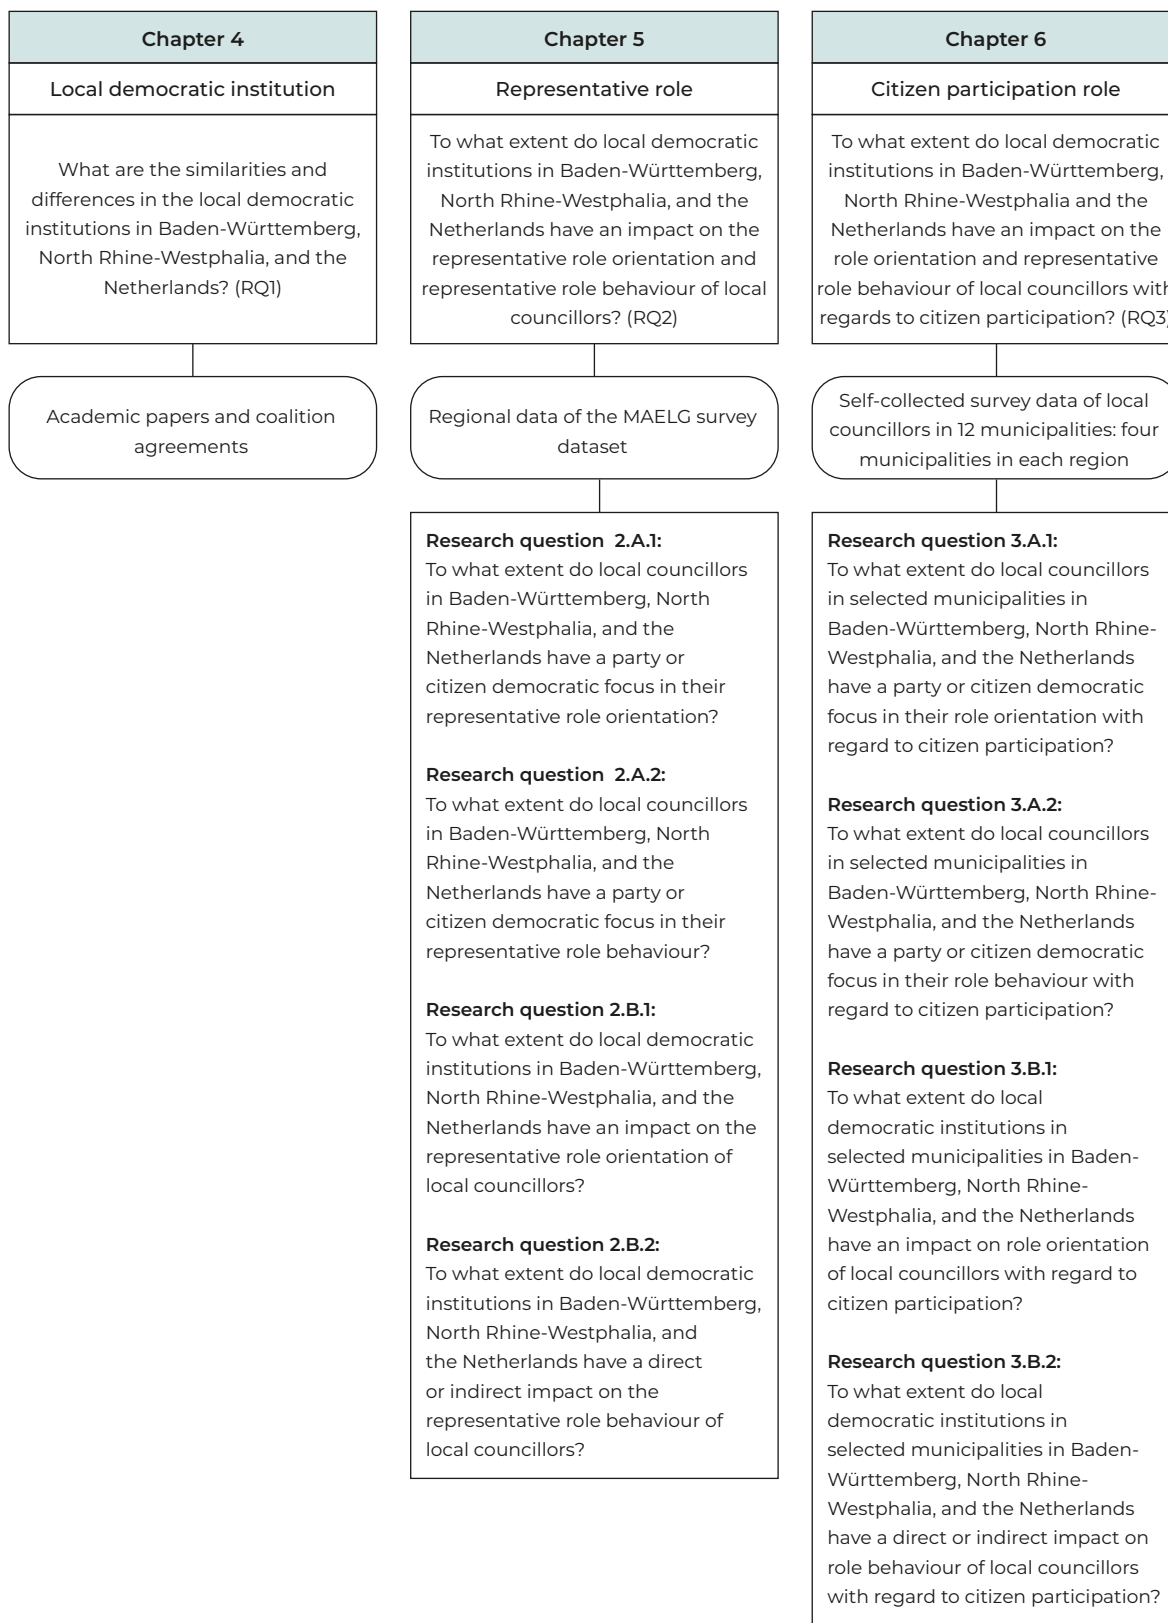 Chapter 4
Local democratic institution
What are the similarities and
differences in the local democratic
institutions in Baden-Württemberg,
North Rhine-Westphalia, and the
Netherlands? (RQ1)
Academic papers and coalition
agreements
Chapter 5
Representative role
To what extent do local democratic
institutions in Baden-Württemberg,
North Rhine-Westphalia, and the
Netherlands have an impact on the
representative role orientation and
representative role behaviour of local
councillors? (RQ2)
Regional data of the MAELG survey
dataset
Research question 2.A.1:
To what extent do local councillors
in Baden-Württemberg, North
Rhine-Westphalia, and the
Netherlands have a party or
citizen democratic focus in their
representative role orientation?
Research question 2.A.2:
To what extent do local councillors
in Baden-Württemberg, North
Rhine-Westphalia, and the
Netherlands have a party or
citizen democratic focus in their
representative role behaviour?
Research question 2.B.1:
To what extent do local democratic
institutions in Baden-Württemberg,
North Rhine-Westphalia, and the
Netherlands have an impact on the
representative role orientation of
local councillors?
Research question 2.B.2:
To what extent do local democratic
institutions in Baden-Württemberg,
North Rhine-Westphalia, and
the Netherlands have a direct
or indirect impact on the
representative role behaviour of
local councillors?
Chapter 6
Citizen participation role
To what extent do local democratic
institutions in Baden-Württemberg,
North Rhine-Westphalia and the
Netherlands have an impact on the
role orientation and representative
role behaviour of local councillors with
regards to citizen participation? (RQ3)
Self-collected survey data of local
councillors in 12 municipalities: four
municipalities in each region
Research question 3.A.1:
To what extent do local councillors
in selected municipalities in
Baden-Württemberg, North Rhine-
Westphalia, and the Netherlands
have a party or citizen democratic
focus in their role orientation with
regard to citizen participation?
Research question 3.A.2:
To what extent do local councillors
in selected municipalities in
Baden-Württemberg, North Rhine-
Westphalia, and the Netherlands
have a party or citizen democratic
focus in their role behaviour with
regard to citizen participation?
Research question 3.B.1:
To what extent do local
democratic institutions in
selected municipalities in Baden-
Württemberg, North Rhine-
Westphalia, and the Netherlands
have an impact on role orientation
of local councillors with regard to
citizen participation?
Research question 3.B.2:
To what extent do local
democratic institutions in
selected municipalities in Baden-
Württemberg, North Rhine-
Westphalia, and the Netherlands
have a direct or indirect impact on
role behaviour of local councillors
with regard to citizen participation?